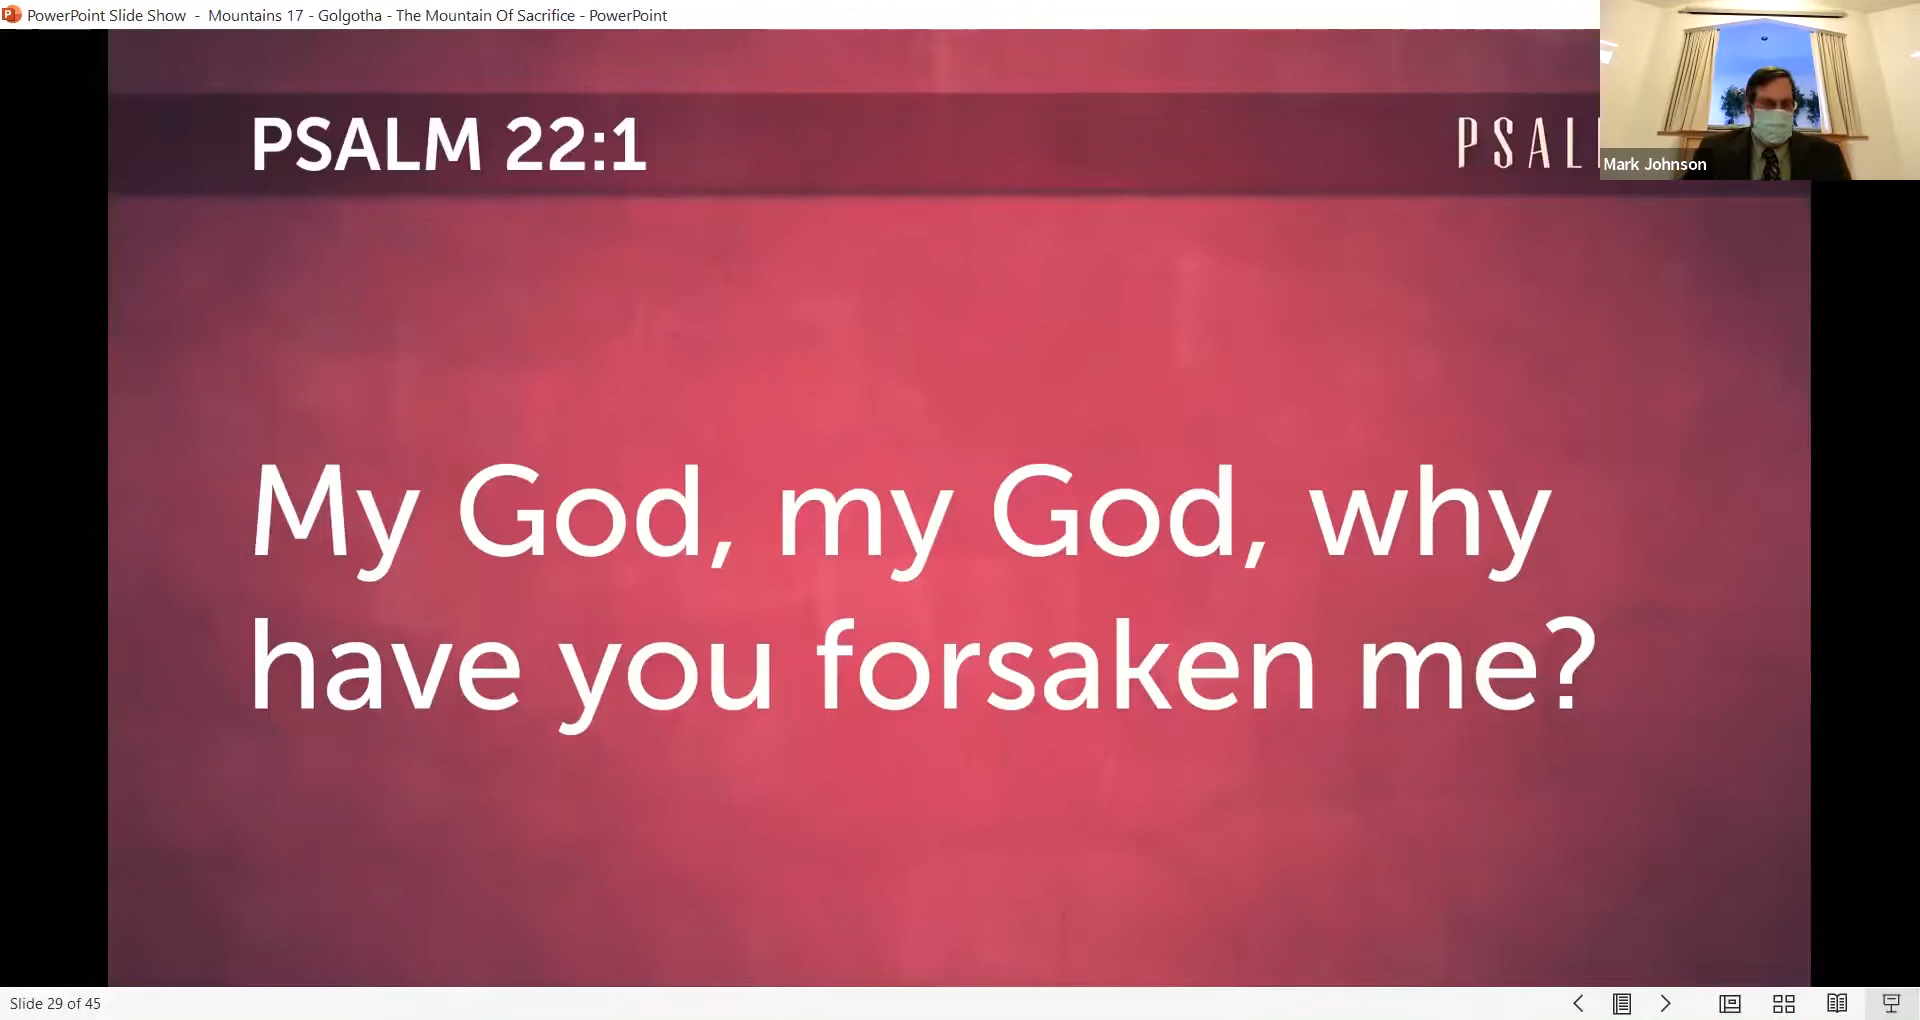 PowerPoint Slide Show - Mountains 17 - Golgotha - The Mountain Of Sacrifice - PowerPoint
PSALM 22:1
PSAL
Mark Johnson
My God, my God, why
have you forsaken me?
Slide 29 of 45